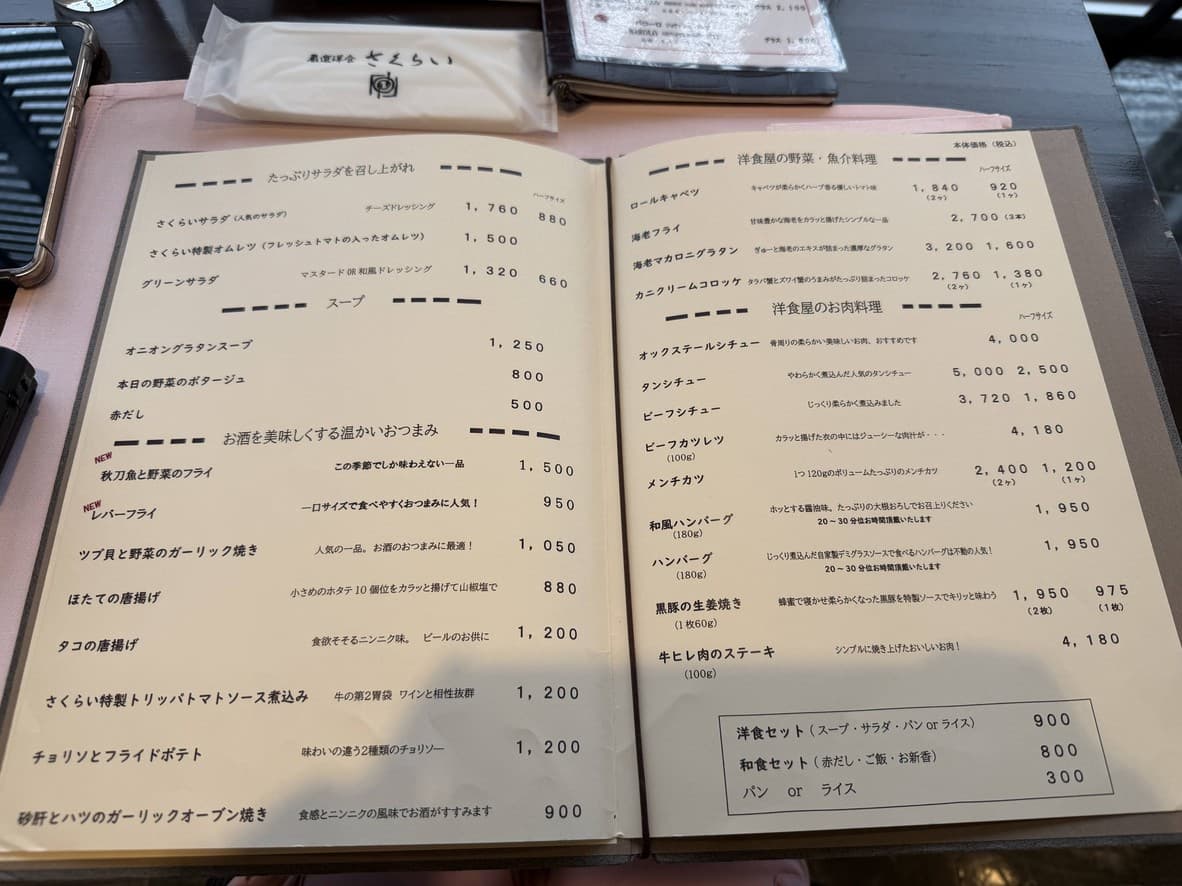 厳選洋食 さくらい
グラス 1,800
たっぷりサラダを召し上がれ
ハーフサイズ
さくらいサラダ（人気のサラダ） チーズドレッシング 1,760 880
さくらい特製オムレツ（フレッシュトマトの入ったオムレツ） 1,500
グリーンサラダ マスタードOR和風ドレッシング 1,320 660
スープ
オニオングラタンスープ 1,250
本日の野菜のポタージュ 800
赤だし 500
お酒を美味しくする温かいおつまみ
NEW
秋刀魚と野菜のフライ この季節でしか味わえない一品 1,500
NEW
レバーフライ 一口サイズで食べやすくおつまみに人気！ 950
ツブ貝と野菜のガーリック焼き 人気の一品。お酒のおつまみに最適！ 1,050
ほたての唐揚げ 小さめのホタテ10個位をカラッと揚げて山椒塩で 880
タコの唐揚げ 食欲そそるニンニク味。 ビールのお供に 1,200
さくらい特製トリッパトマトソース煮込み 牛の第2胃袋 ワインと相性抜群 1,200
チョリソとフライドポテト 味わいの違う2種類のチョリソー 1,200
砂肝とハツのガーリックオーブン焼き 食感とニンニクの風味でお酒がすすみます 900
本体価格（税込）
洋食屋の野菜・魚介料理
ハーフサイズ
ロールキャベツ キャベツが柔らかくハーブ香る優しいトマト味 1,840 920
（2ヶ） （1ヶ）
海老フライ 甘味豊かな海老をカラッと揚げたシンプルな一品 2,700（3本）
海老マカロニグラタン ぎゅーと海老のエキスが詰まった濃厚なグラタン 3,200 1,600
カニクリームコロッケ タラバ蟹とズワイ蟹のうまみがたっぷり詰まったコロッケ 2,760 1,380
（2ヶ） （1ヶ）
洋食屋のお肉料理
ハーフサイズ
オックステールシチュー 骨周りの柔らかい美味しいお肉、おすすめです 4,000
タンシチュー やわらかく煮込んだ人気のタンシチュー 5,000 2,500
ビーフシチュー じっくり柔らかく煮込みました 3,720 1,860
ビーフカツレツ カラッと揚げた衣の中にはジューシーな肉汁が・・・ 4,180
（100g）
メンチカツ 1つ120gのボリュームたっぷりのメンチカツ 2,400 1,200
（2ヶ） （1ヶ）
和風ハンバーグ ホッとする醤油味。たっぷりの大根おろしでお召上りください 1,950
（180g） 20～30分位お時間頂戴いたします
ハンバーグ じっくり煮込んだ自家製デミグラスソースで食べるハンバーグは不動の人気！ 1,950
（180g） 20～30分位お時間頂戴いたします
黒豚の生姜焼き 蜂蜜で寝かせ柔らかくなった黒豚を特製ソースでキリッと味わう 1,950 975
（1枚60g） （2枚） （1枚）
牛ヒレ肉のステーキ シンプルに焼き上げたおいしいお肉！ 4,180
（100g）
洋食セット（スープ・サラダ・パンorライス） 900
和食セット（赤だし・ご飯・お新香） 800
パン or ライス 300